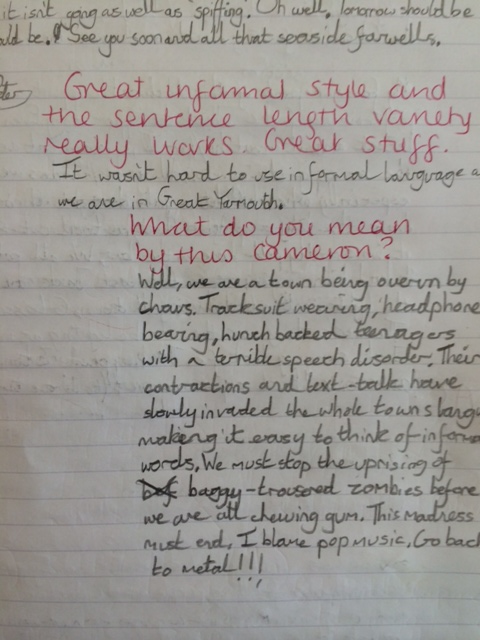 it isn't going as well as 'spiffing'. Oh well, tomorrow should be
be. See you soon and all that seaside farwells.
Great informal style and
the sentence length variety
really works. Great stuff.
It wasn't hard to use informal language a
we are in Great Yarmouth.
What do you mean
by this cameron?
Well, we are a town being overun by
chavs. Tracksuit wearing, headphone
bearing, hunch backed teenagers
with a terrible speech disorder. Their
contractions and text-talk have
slowly invaded the whole towns langu
making it easy to think of informa
words. We must stop the uprising of
baggy-trousered zombies before
we are all chewing gum. This madness
must end, I blame pop music. Go back
to metal!!!